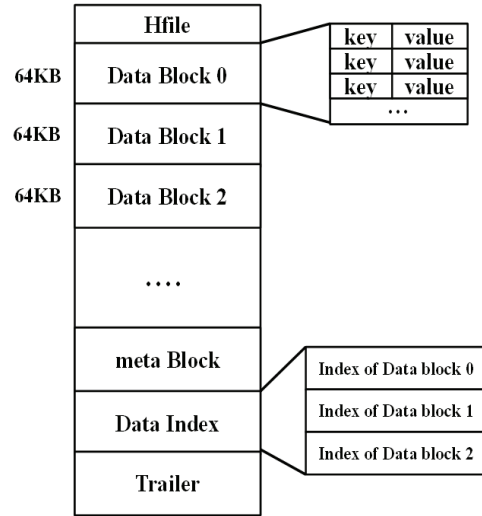 Hfile
64KB
Data Block 0
key value
key value
key value
...
64KB
Data Block 1
64KB
Data Block 2
....
meta Block
Data Index
Trailer
Index of Data block 0
Index of Data block 1
Index of Data block 2